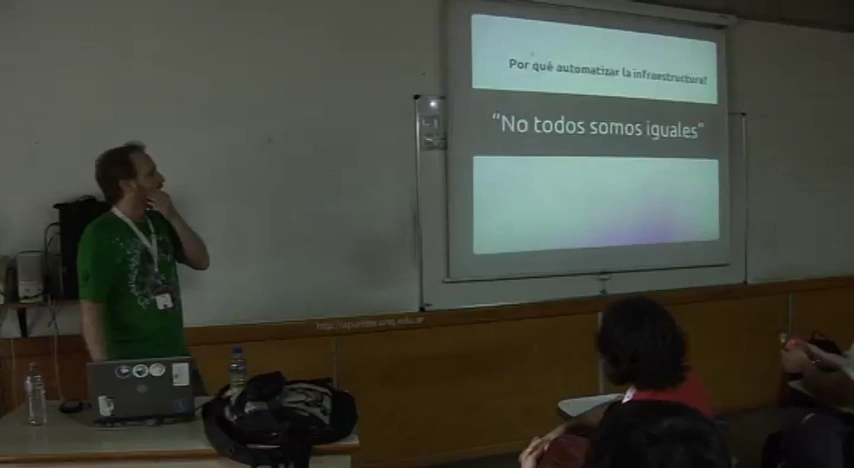 Por qué automatizar la infraestructura?
"No todos somos iguales"